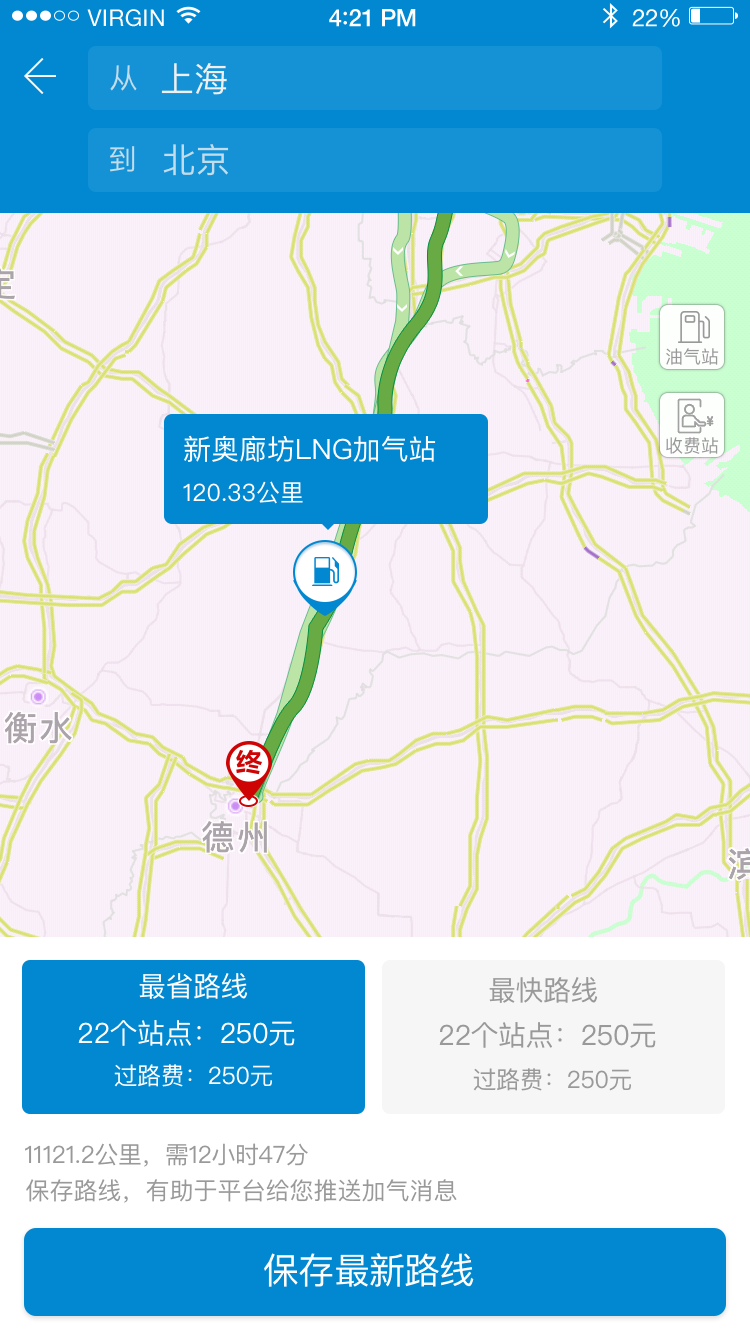 VIRGIN 4:21 PM 22%
从 上海
到 北京
定
油气站
收费站
新奥廊坊LNG加气站
120.33公里
衡水
终
德州
滨
最省路线
22个站点：250元
过路费：250元
最快路线
22个站点：250元
过路费：250元
11121.2公里，需12小时47分
保存路线，有助于平台给您推送加气消息
保存最新路线